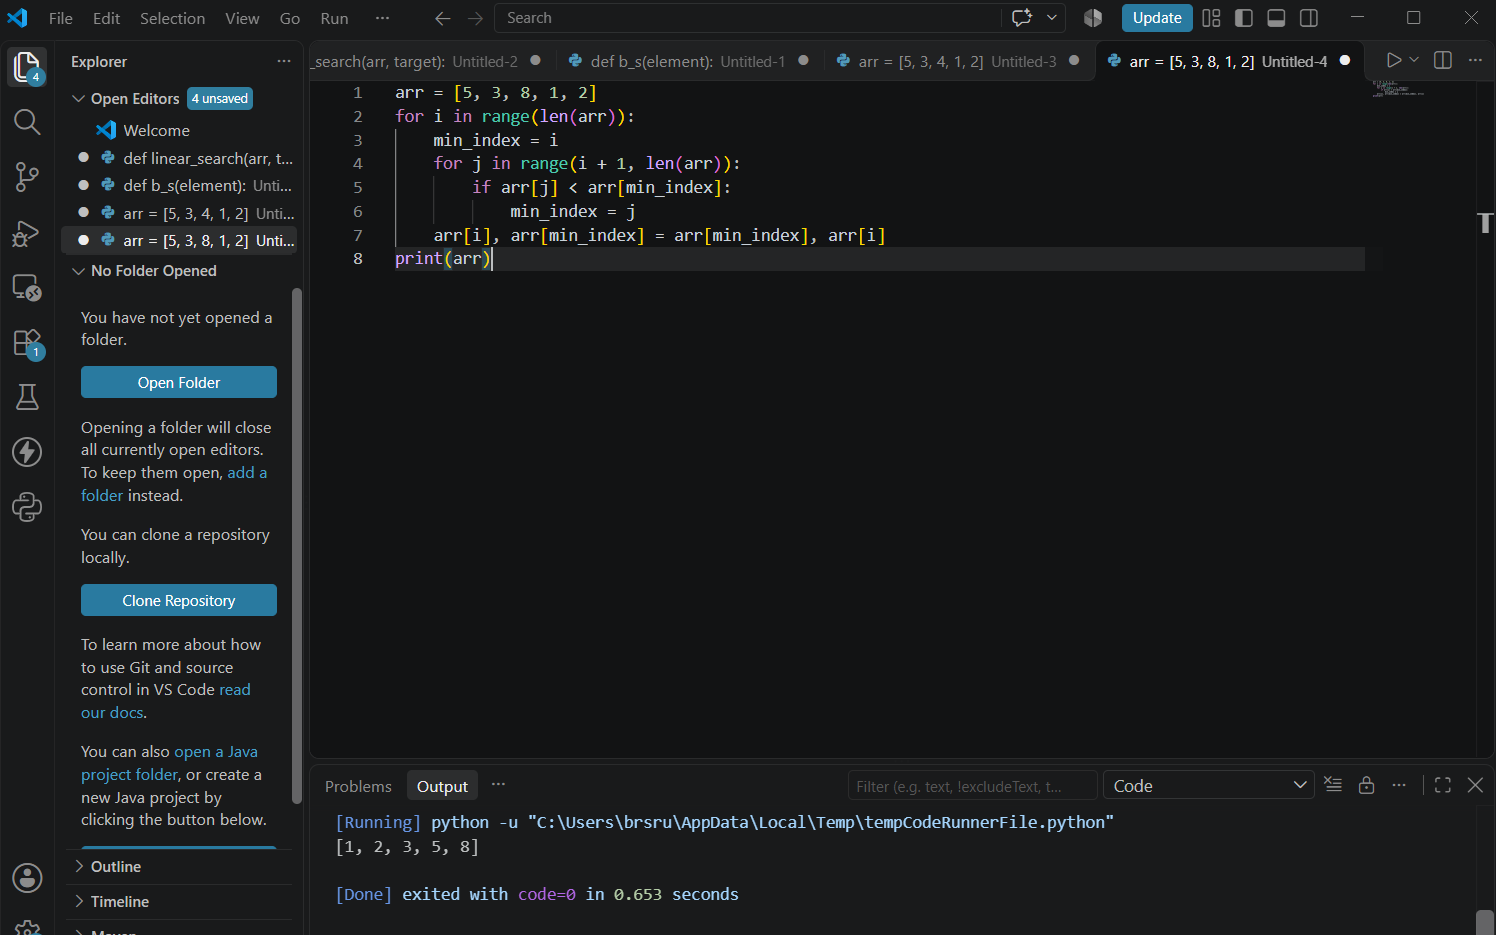 File Edit Selection View Go Run ··· Search Update
Explorer ···
Open Editors 4 unsaved
Welcome
def linear_search(arr, t...
def b_s(element): Unti...
arr = [5, 3, 4, 1, 2] Unti...
arr = [5, 3, 8, 1, 2] Unti...
No Folder Opened
You have not yet opened a
folder.
Open Folder
Opening a folder will close
all currently open editors.
To keep them open, add a
folder instead.
You can clone a repository
locally.
Clone Repository
To learn more about how
to use Git and source
control in VS Code read
our docs.
You can also open a Java
project folder, or create a
new Java project by
clicking the button below.
Outline
Timeline
Maven
4
1
_search(arr, target): Untitled-2 def b_s(element): Untitled-1 arr = [5, 3, 4, 1, 2] Untitled-3 arr = [5, 3, 8, 1, 2] Untitled-4 ···
1 arr = [5, 3, 8, 1, 2]
2 for i in range(len(arr)):
3 min_index = i
4 for j in range(i + 1, len(arr)):
5 if arr[j] < arr[min_index]:
6 min_index = j
7 arr[i], arr[min_index] = arr[min_index], arr[i]
8 print(arr)
Problems Output ··· Filter (e.g. text, !excludeText, t... Code ···
[Running] python -u "C:\Users\brsru\AppData\Local\Temp\tempCodeRunnerFile.python"
[1, 2, 3, 5, 8]
[Done] exited with code=0 in 0.653 seconds